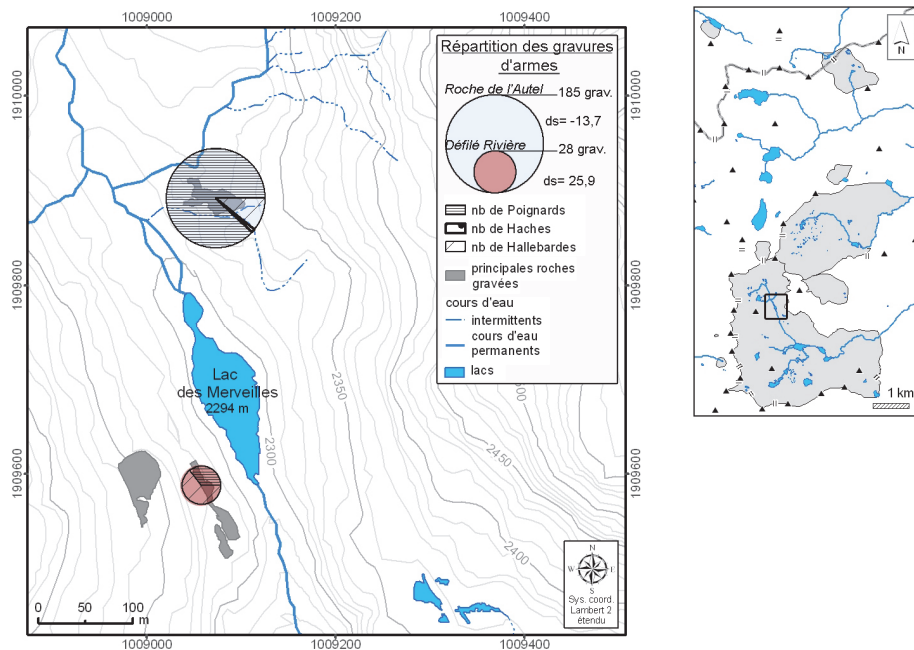 1009000
1009200
1009400
1910000
1909800
1909600
Répartition des gravures
d'armes
Roche de l'Autel
185 grav.
ds= -13,7
Défilé Rivière
28 grav.
ds= 25,9
nb de Poignards
nb de Haches
nb de Hallebardes
principales roches
gravées
cours d'eau
intermittents
cours d'eau
permanents
lacs
Lac
des Merveilles
2294 m
2300
2350
2400
2450
1910000
1909800
1909600
0
50
100
m
N
W
E
S
Sys. coord.
Lambert 2
étendu
1009000
1009200
1009400
N
1 km